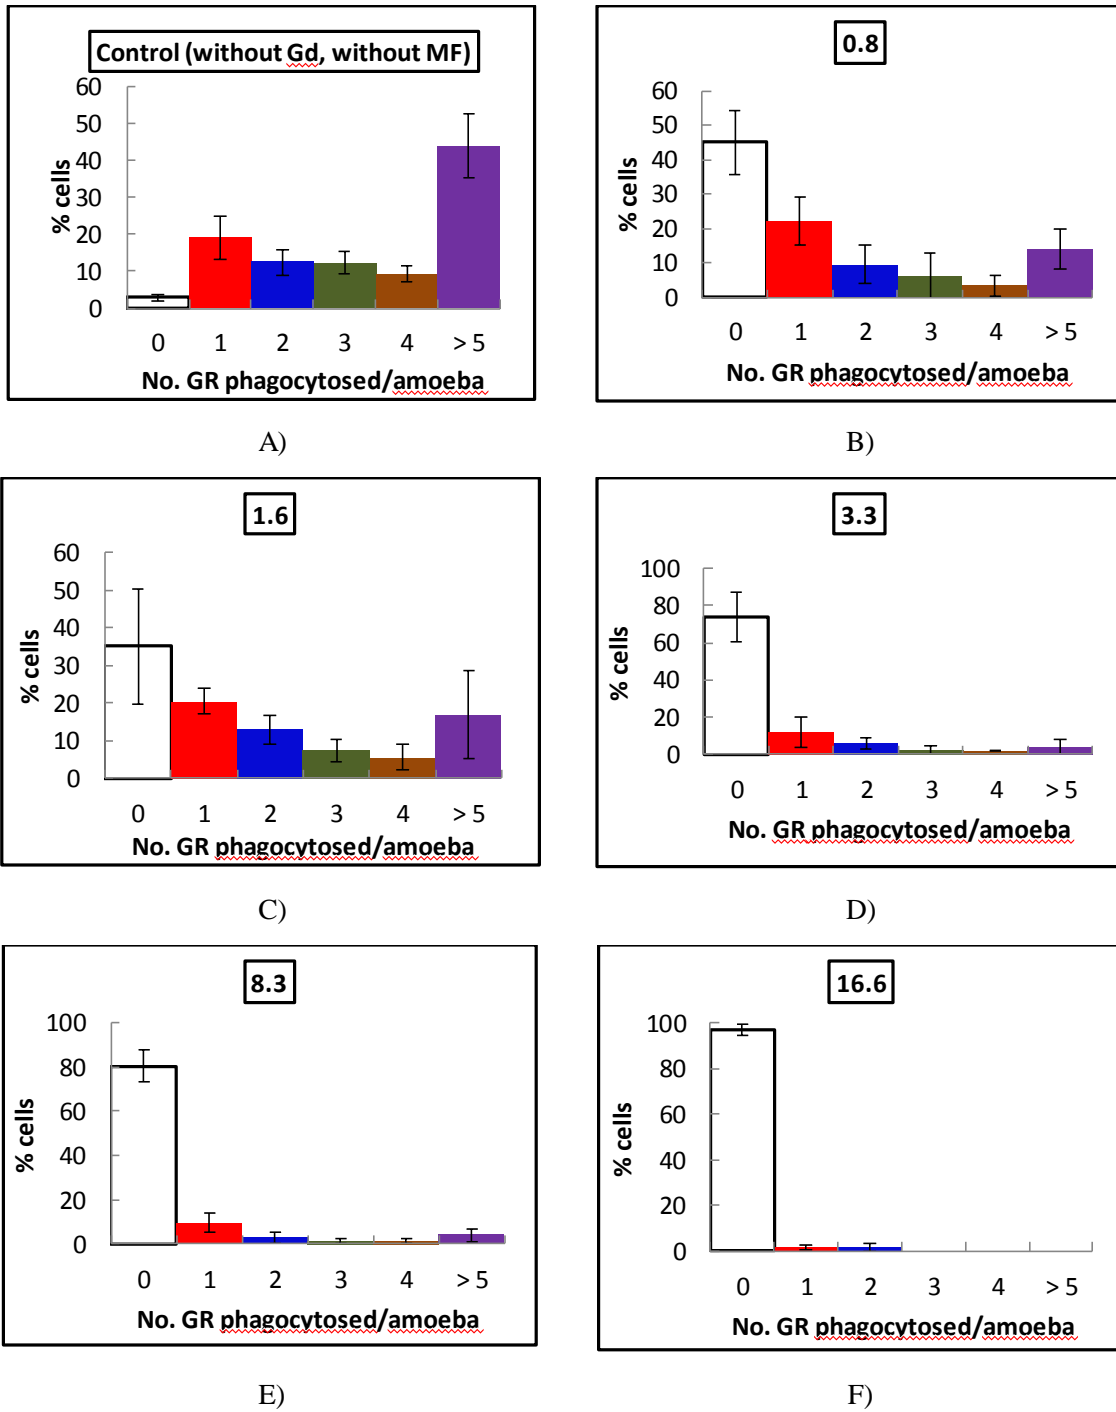 Control (without Gd, without MF)
60
50
40
30
20
10
0
% cells
0 1 2 3 4 > 5
No. GR phagocytosed/amoeba
A)
0.8
60
50
40
30
20
10
0
% cells
0 1 2 3 4 > 5
No. GR phagocytosed/amoeba
B)
1.6
60
50
40
30
20
10
0
% cells
0 1 2 3 4 > 5
No. GR phagocytosed/amoeba
C)
3.3
100
80
60
40
20
0
% cells
0 1 2 3 4 > 5
No. GR phagocytosed/amoeba
D)
8.3
100
80
60
40
20
0
% cells
0 1 2 3 4 > 5
No. GR phagocytosed/amoeba
E)
16.6
100
80
60
40
20
0
% cells
0 1 2 3 4 > 5
No. GR phagocytosed/amoeba
F)